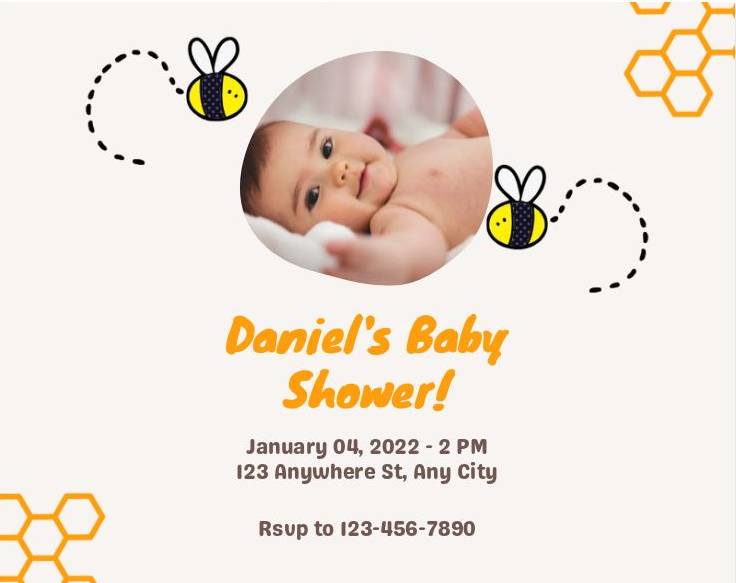 Daniel's Baby
Shower!
January 04, 2022 - 2 PM
123 Anywhere St, Any City
Rsvp to 123-456-7890